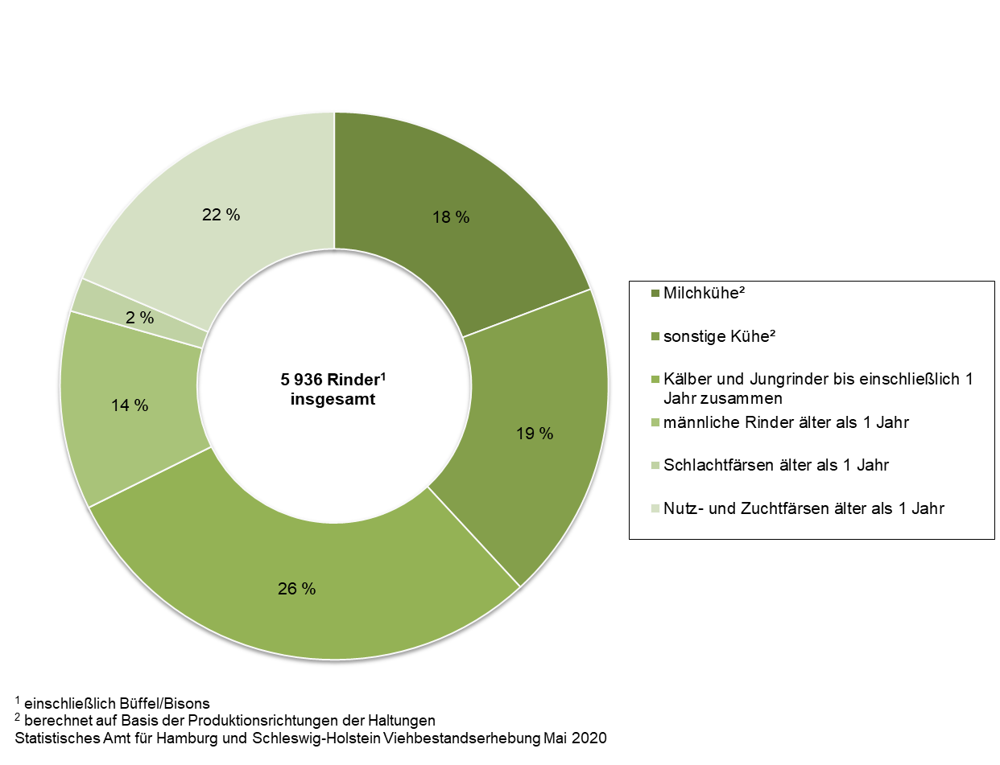 22 %
18 %
2 %
14 %
19 %
26 %
5 936 Rinder¹
insgesamt
Milchkühe²
sonstige Kühe²
Kälber und Jungrinder bis einschließlich 1
Jahr zusammen
männliche Rinder älter als 1 Jahr
Schlachtfärsen älter als 1 Jahr
Nutz- und Zuchtfärsen älter als 1 Jahr
¹ einschließlich Büffel/Bisons
² berechnet auf Basis der Produktionsrichtungen der Haltungen
Statistisches Amt für Hamburg und Schleswig-Holstein Viehbestandserhebung Mai 2020